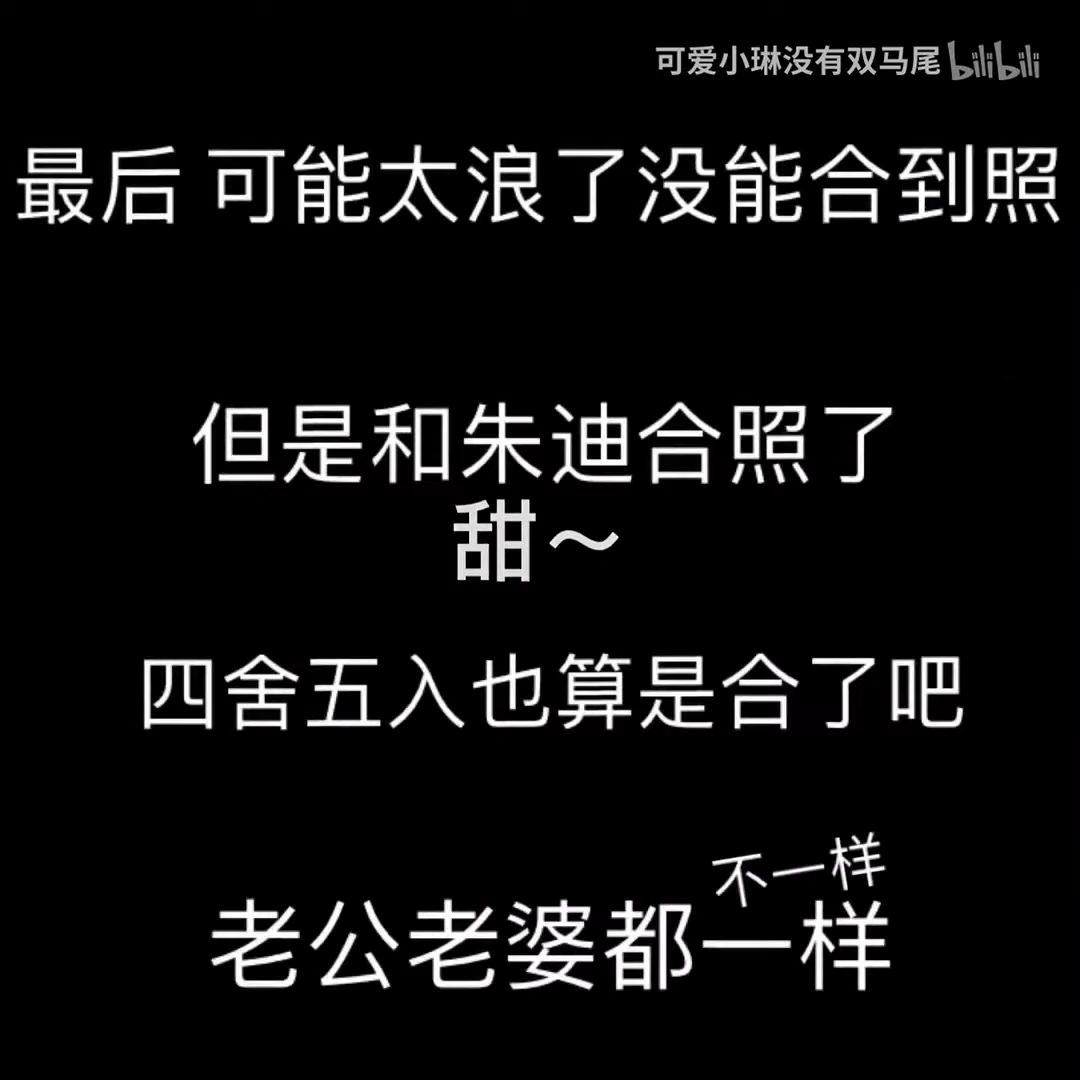 可爱小琳没有双马尾 bilibili
最后 可能太浪了没能合到照
但是和朱迪合照了
甜～
四舍五入也算是合了吧
不一样
老公老婆都一样